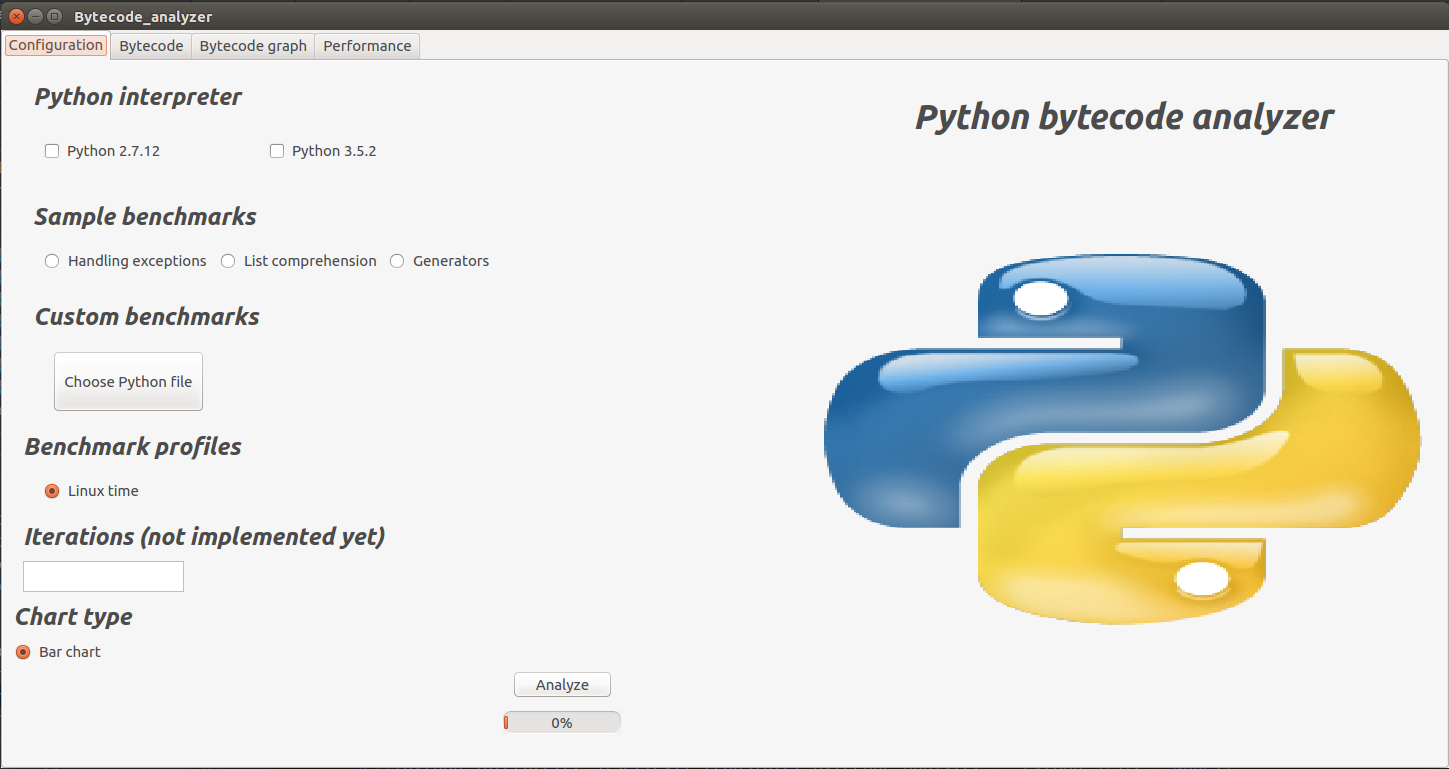 Bytecode_analyzer
Configuration Bytecode Bytecode graph Performance
Python interpreter
Python 2.7.12 Python 3.5.2
Sample benchmarks
Handling exceptions List comprehension Generators
Custom benchmarks
Choose Python file
Benchmark profiles
Linux time
Iterations (not implemented yet)
Chart type
Bar chart
Analyze
0%
Python bytecode analyzer